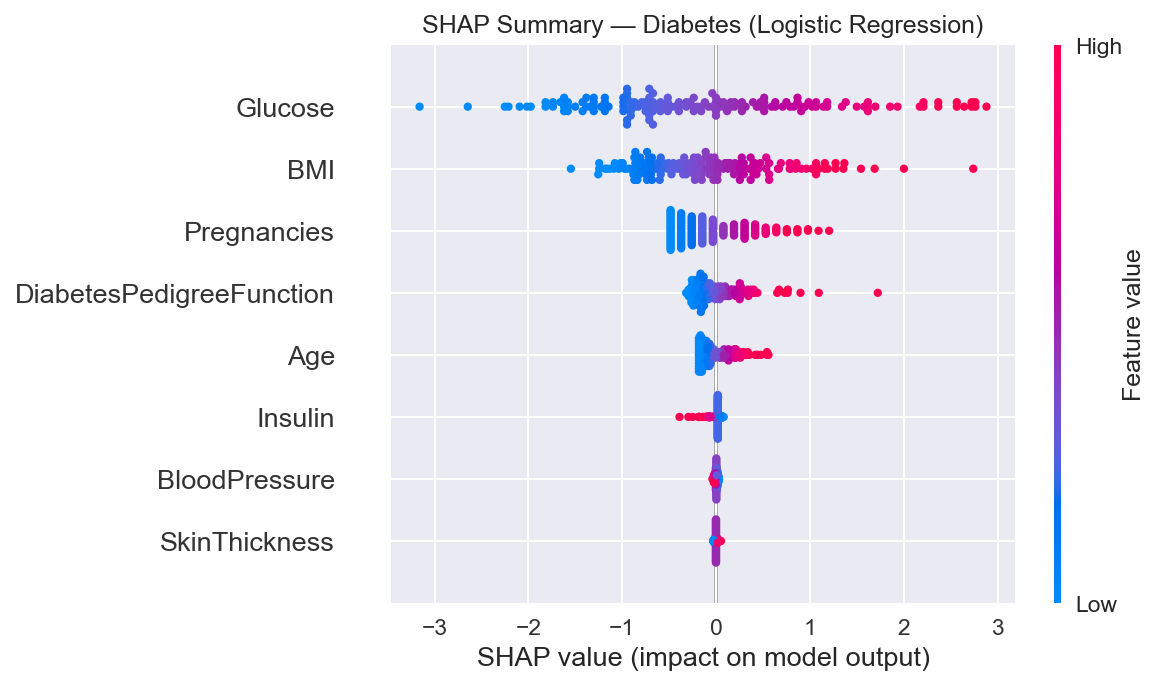 SHAP Summary — Diabetes (Logistic Regression)
High
Glucose
BMI
Pregnancies
DiabetesPedigreeFunction
Age
Insulin
BloodPressure
SkinThickness
Feature value
Low
−3 −2 −1 0 1 2 3
SHAP value (impact on model output)